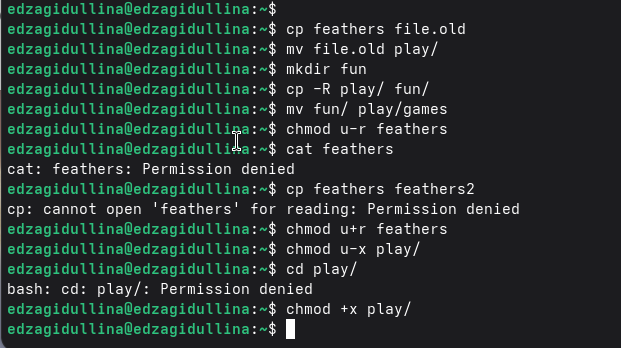 edzagidullina@edzagidullina:~$
edzagidullina@edzagidullina:~$ cp feathers file.old
edzagidullina@edzagidullina:~$ mv file.old play/
edzagidullina@edzagidullina:~$ mkdir fun
edzagidullina@edzagidullina:~$ cp -R play/ fun/
edzagidullina@edzagidullina:~$ mv fun/ play/games
edzagidullina@edzagidullina:~$ chmod u-r feathers
edzagidullina@edzagidullina:~$ cat feathers
cat: feathers: Permission denied
edzagidullina@edzagidullina:~$ cp feathers feathers2
cp: cannot open 'feathers' for reading: Permission denied
edzagidullina@edzagidullina:~$ chmod u+r feathers
edzagidullina@edzagidullina:~$ chmod u-x play/
edzagidullina@edzagidullina:~$ cd play/
bash: cd: play/: Permission denied
edzagidullina@edzagidullina:~$ chmod +x play/
edzagidullina@edzagidullina:~$